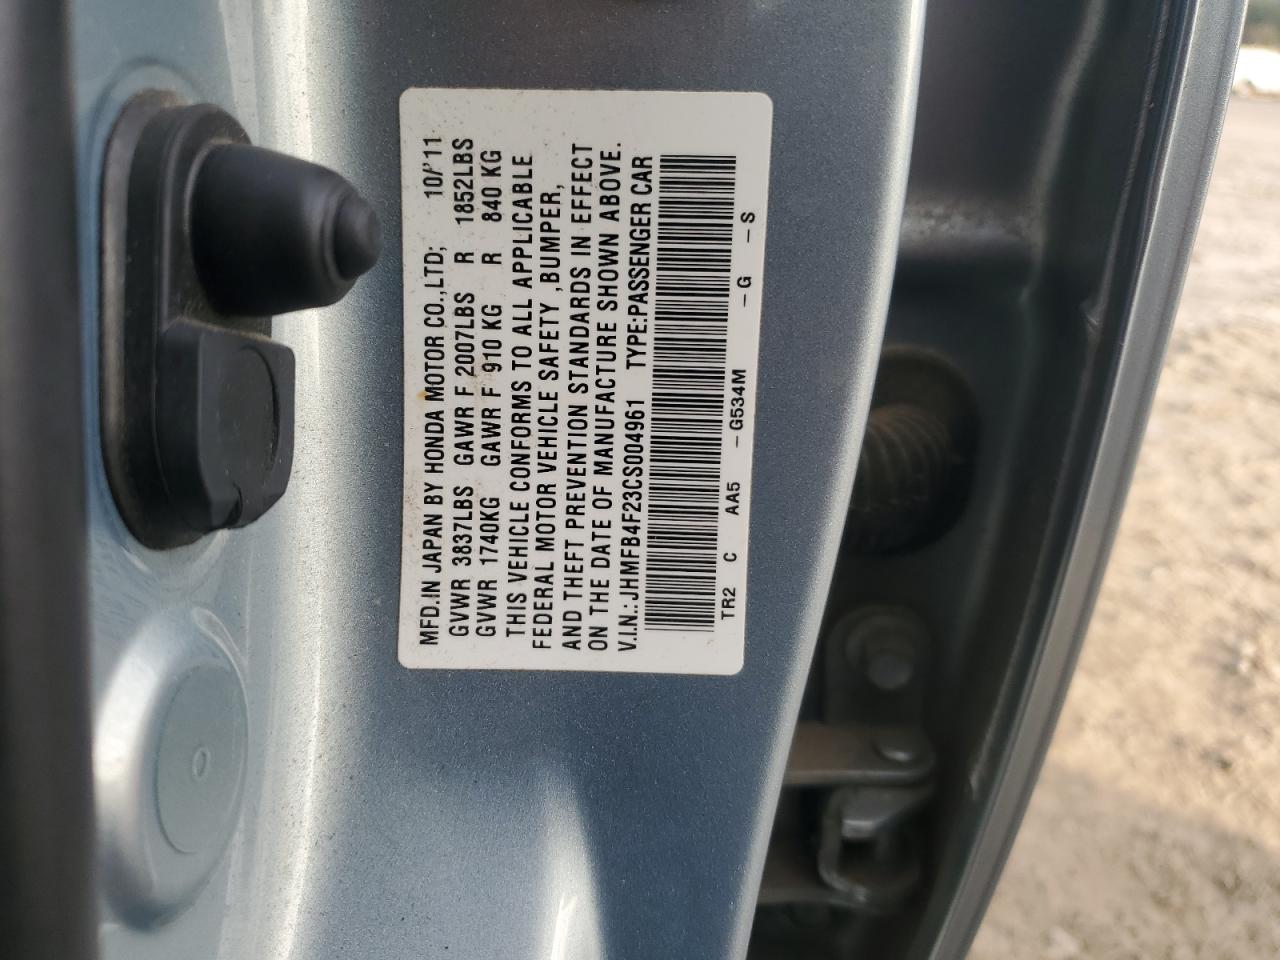 MFD.IN JAPAN BY HONDA MOTOR CO.,LTD; 10/'11
GVWR 3837LBS GAWR F 2007LBS R 1852LBS
GVWR 1740KG GAWR F 910 KG R 840 KG
THIS VEHICLE CONFORMS TO ALL APPLICABLE
FEDERAL MOTOR VEHICLE SAFETY ,BUMPER,
AND THEFT PREVENTION STANDARDS IN EFFECT
ON THE DATE OF MANUFACTURE SHOWN ABOVE.
V.I.N.: JHMFB4F23CS004961 TYPE:PASSENGER CAR
TR2 C AA5 – G534M – G – S